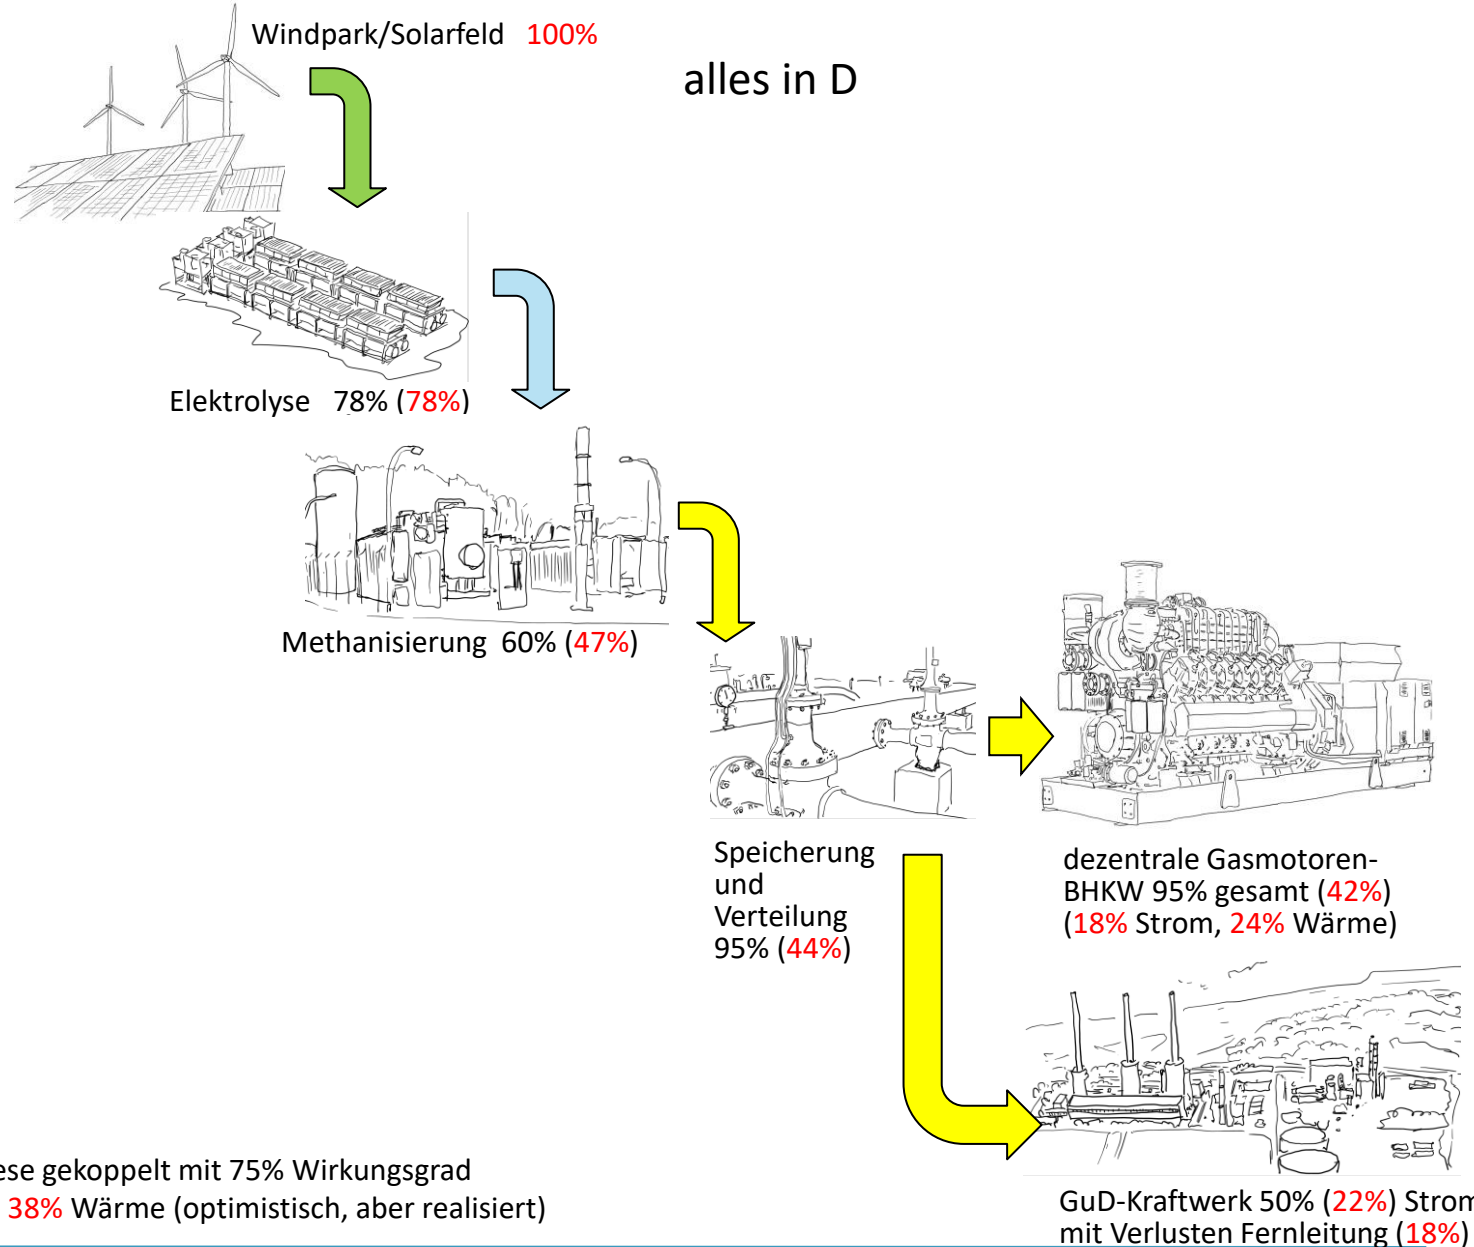 Windpark/Solarfeld 100%
alles in D
Elektrolyse 78% (78%)
Methanisierung 60% (47%)
Speicherung
und
Verteilung
95% (44%)
dezentrale Gasmotoren-
BHKW 95% gesamt (42%)
(18% Strom, 24% Wärme)
GuD-Kraftwerk 50% (22%) Strom
mit Verlusten Fernleitung (18%)
ese gekoppelt mit 75% Wirkungsgrad
38% Wärme (optimistisch, aber realisiert)